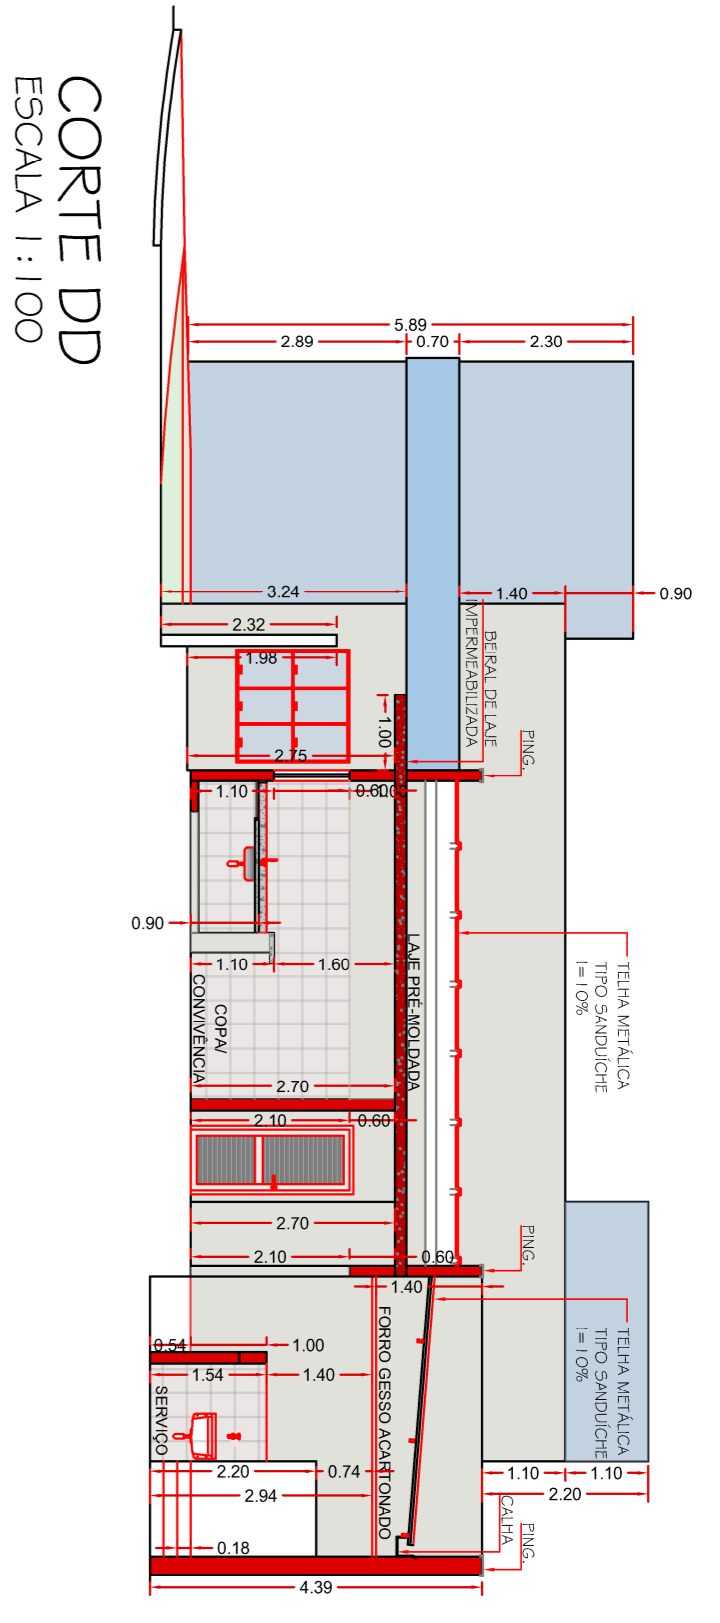 CORTE DD
ESCALA 1:100
5.89
2.89
0.70
2.30
3.24
1.40
0.90
2.32
1.98
BEIRAL DE LAJE
IMPERMEABILIZADA
1.00
2.75
PING.
1.10
0.60
1.00
0.90
1.10
1.60
LAJE PRÉ-MOLDADA
TELHA METÁLICA
TIPO SANDUÍCHE
I=10%
COPA/
CONVIVÊNCIA
2.70
2.10
0.60
2.70
2.10
0.60
PING.
1.40
0.54
1.00
1.54
1.40
FORRO GESSO ACARTONADO
TELHA METÁLICA
TIPO SANDUÍCHE
I=10%
SERVIÇO
2.20
0.74
1.10
1.10
2.94
2.20
CALHA
PING.
0.18
4.39